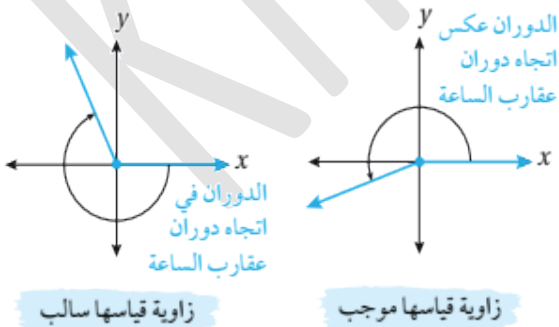 y
الدوران عكس
اتجاه دوران
عقارب الساعة
x
زاوية قياسها موجب
y
x
الدوران في
اتجاه دوران
عقارب الساعة
زاوية قياسها سالب